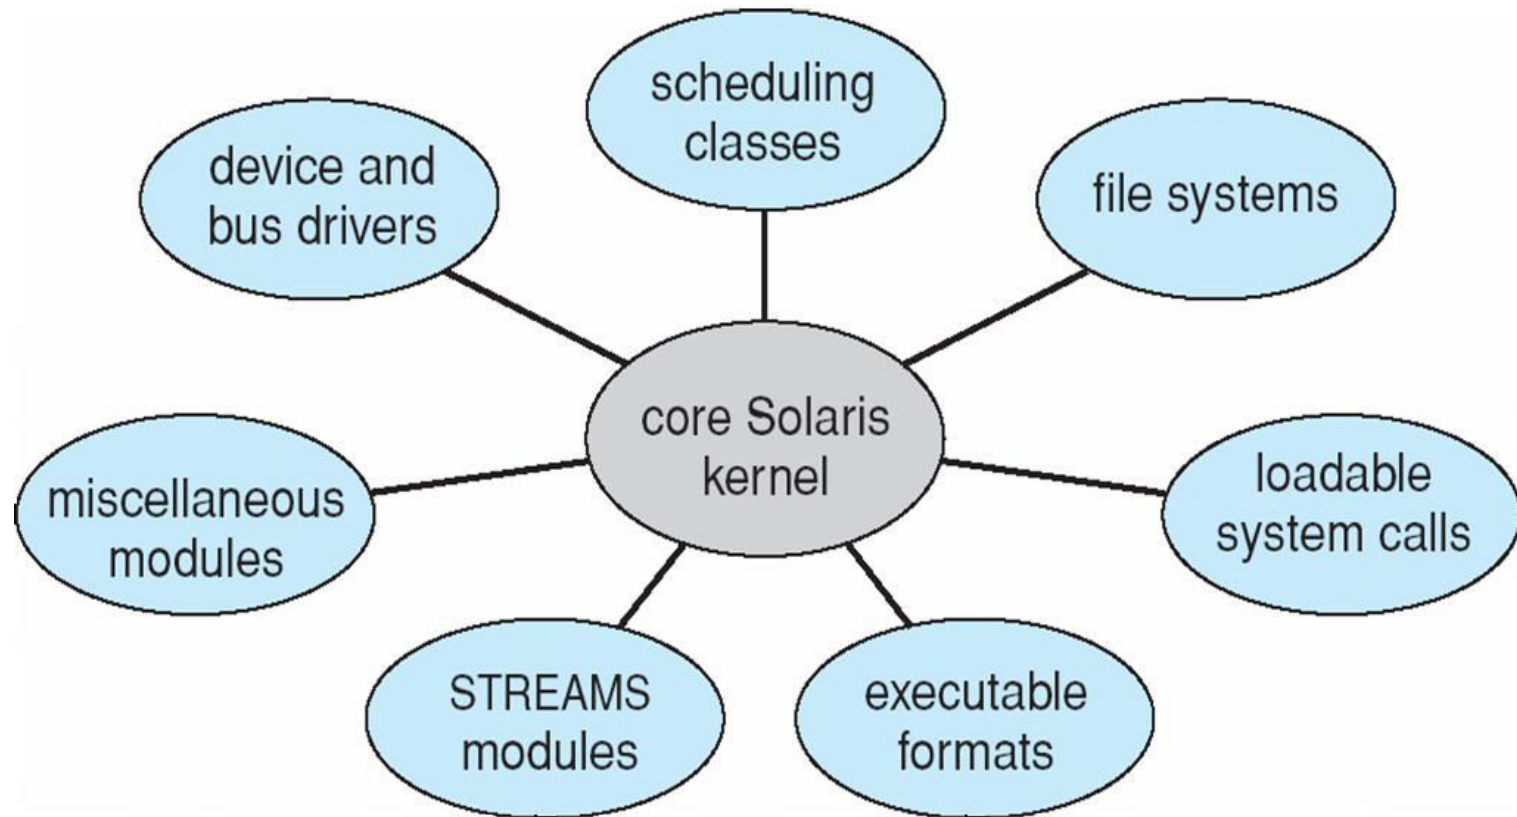 scheduling
classes
device and
bus drivers
file systems
core Solaris
kernel
miscellaneous
modules
loadable
system calls
STREAMS
modules
executable
formats